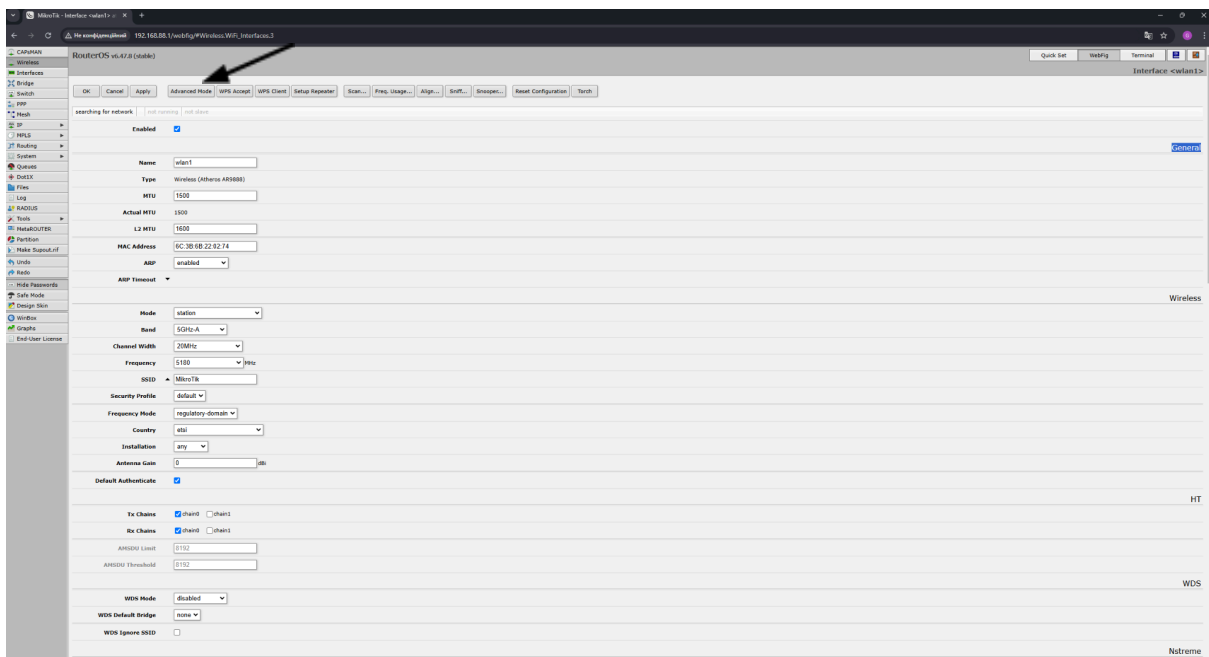 MikroTik - Interface <wlan1>
Не конфіденційний 192.168.88.1/webfig/#Wireless.WiFi_Interfaces.3
CAPsMAN
Wireless
Interfaces
Bridge
Switch
PPP
Mesh
IP
MPLS
Routing
System
Queues
Dot1X
Files
Log
RADIUS
Tools
MetaROUTER
Partition
Make Supout.rif
Undo
Redo
Hide Passwords
Safe Mode
Design Skin
WinBox
Graphs
End-User License
RouterOS v6.47.8 (stable)
Quick Set WebFig Terminal
Interface <wlan1>
OK Cancel Apply Advanced Mode WPS Accept WPS Client Setup Repeater Scan... Freq. Usage... Align... Sniff... Snooper... Reset Configuration Torch
searching for network not running not slave
Enabled
General
Name wlan1
Type Wireless (Atheros AR9888)
MTU 1500
Actual MTU 1500
L2 MTU 1600
MAC Address 6C:3B:6B:22:02:74
ARP enabled
ARP Timeout
Wireless
Mode station
Band 5GHz-A
Channel Width 20MHz
Frequency 5180 MHz
SSID MikroTik
Security Profile default
Frequency Mode regulatory-domain
Country etsi
Installation any
Antenna Gain 0 dBi
Default Authenticate
HT
Tx Chains chain0 chain1
Rx Chains chain0 chain1
AMSDU Limit 8192
AMSDU Threshold 8192
WDS
WDS Mode disabled
WDS Default Bridge none
WDS Ignore SSID
Nstreme